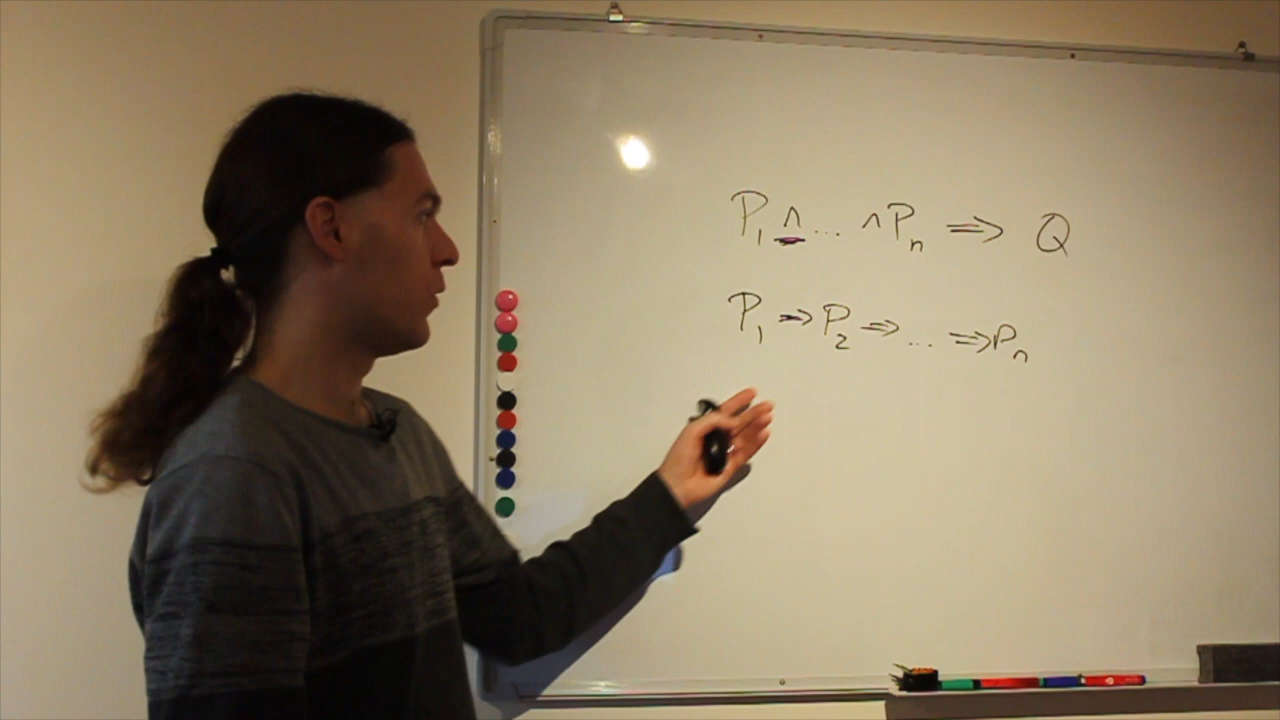 P₁ ∧ ... ∧ Pₙ ⇒ Q
P₁ ⇒ P₂ ⇒ ... ⇒ Pₙ